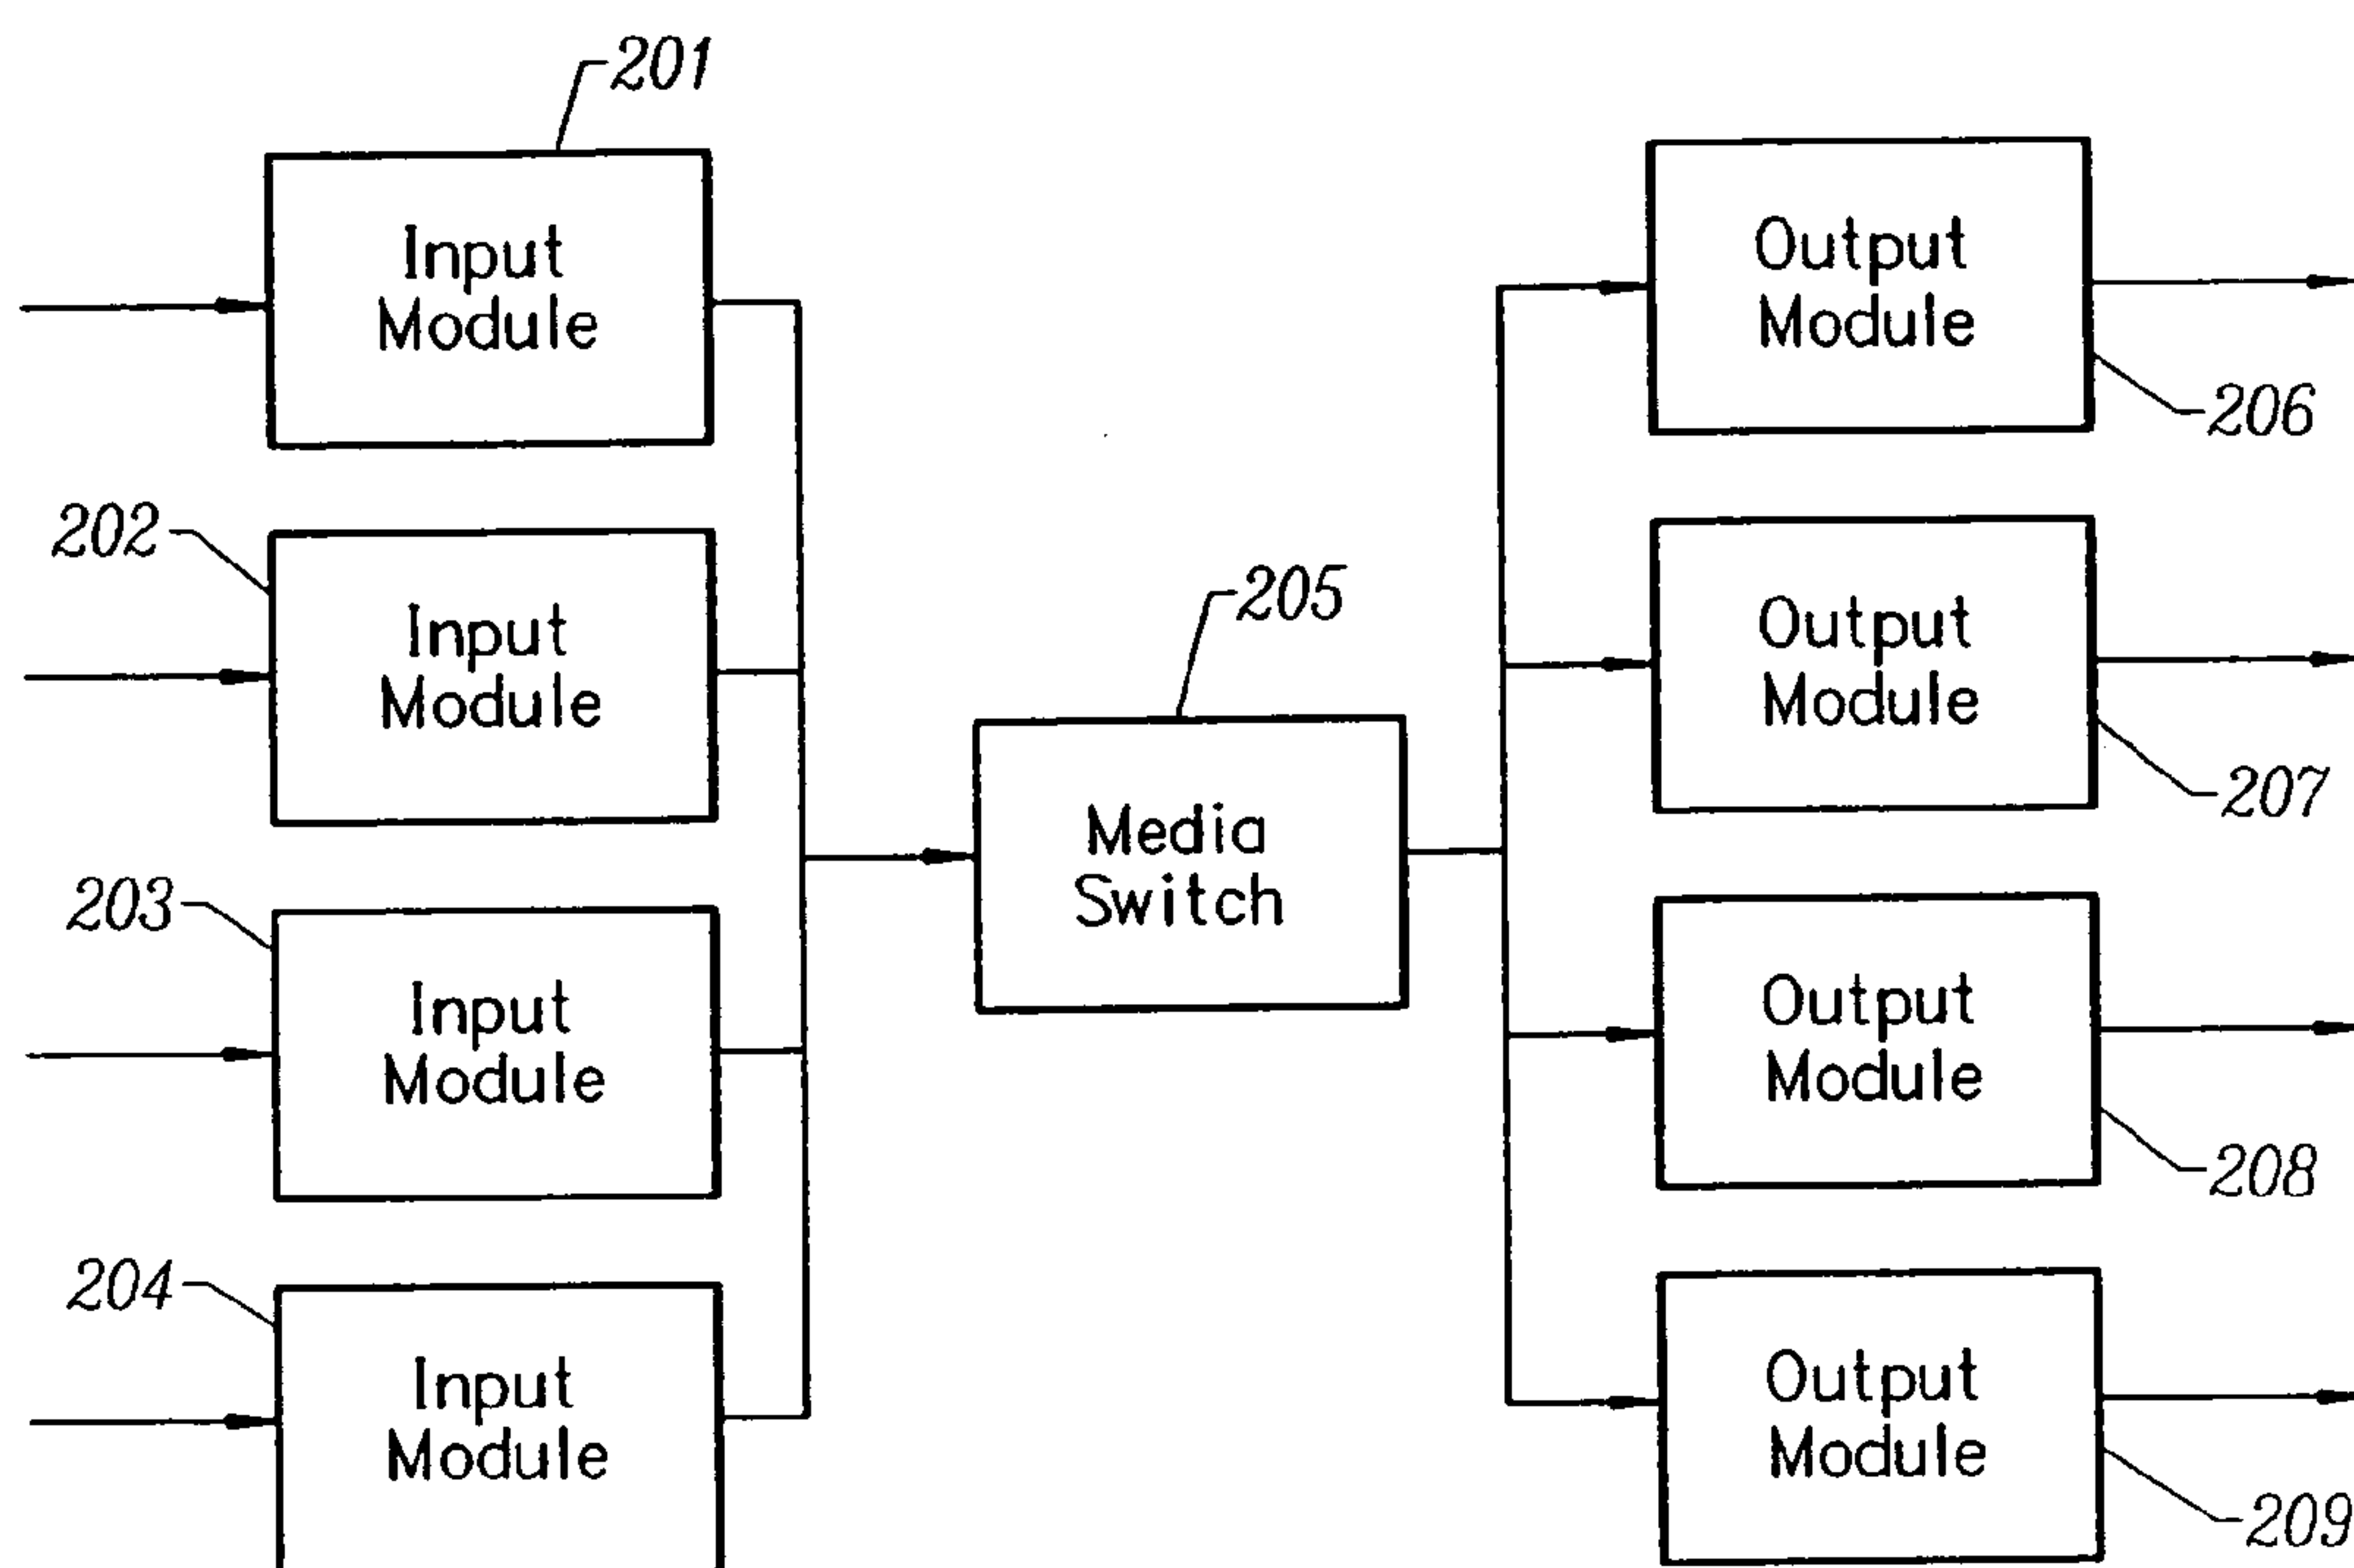 201
Input
Module
202
Input
Module
203
Input
Module
204
Input
Module
205
Media
Switch
Output
Module
206
Output
Module
207
Output
Module
208
Output
Module
209